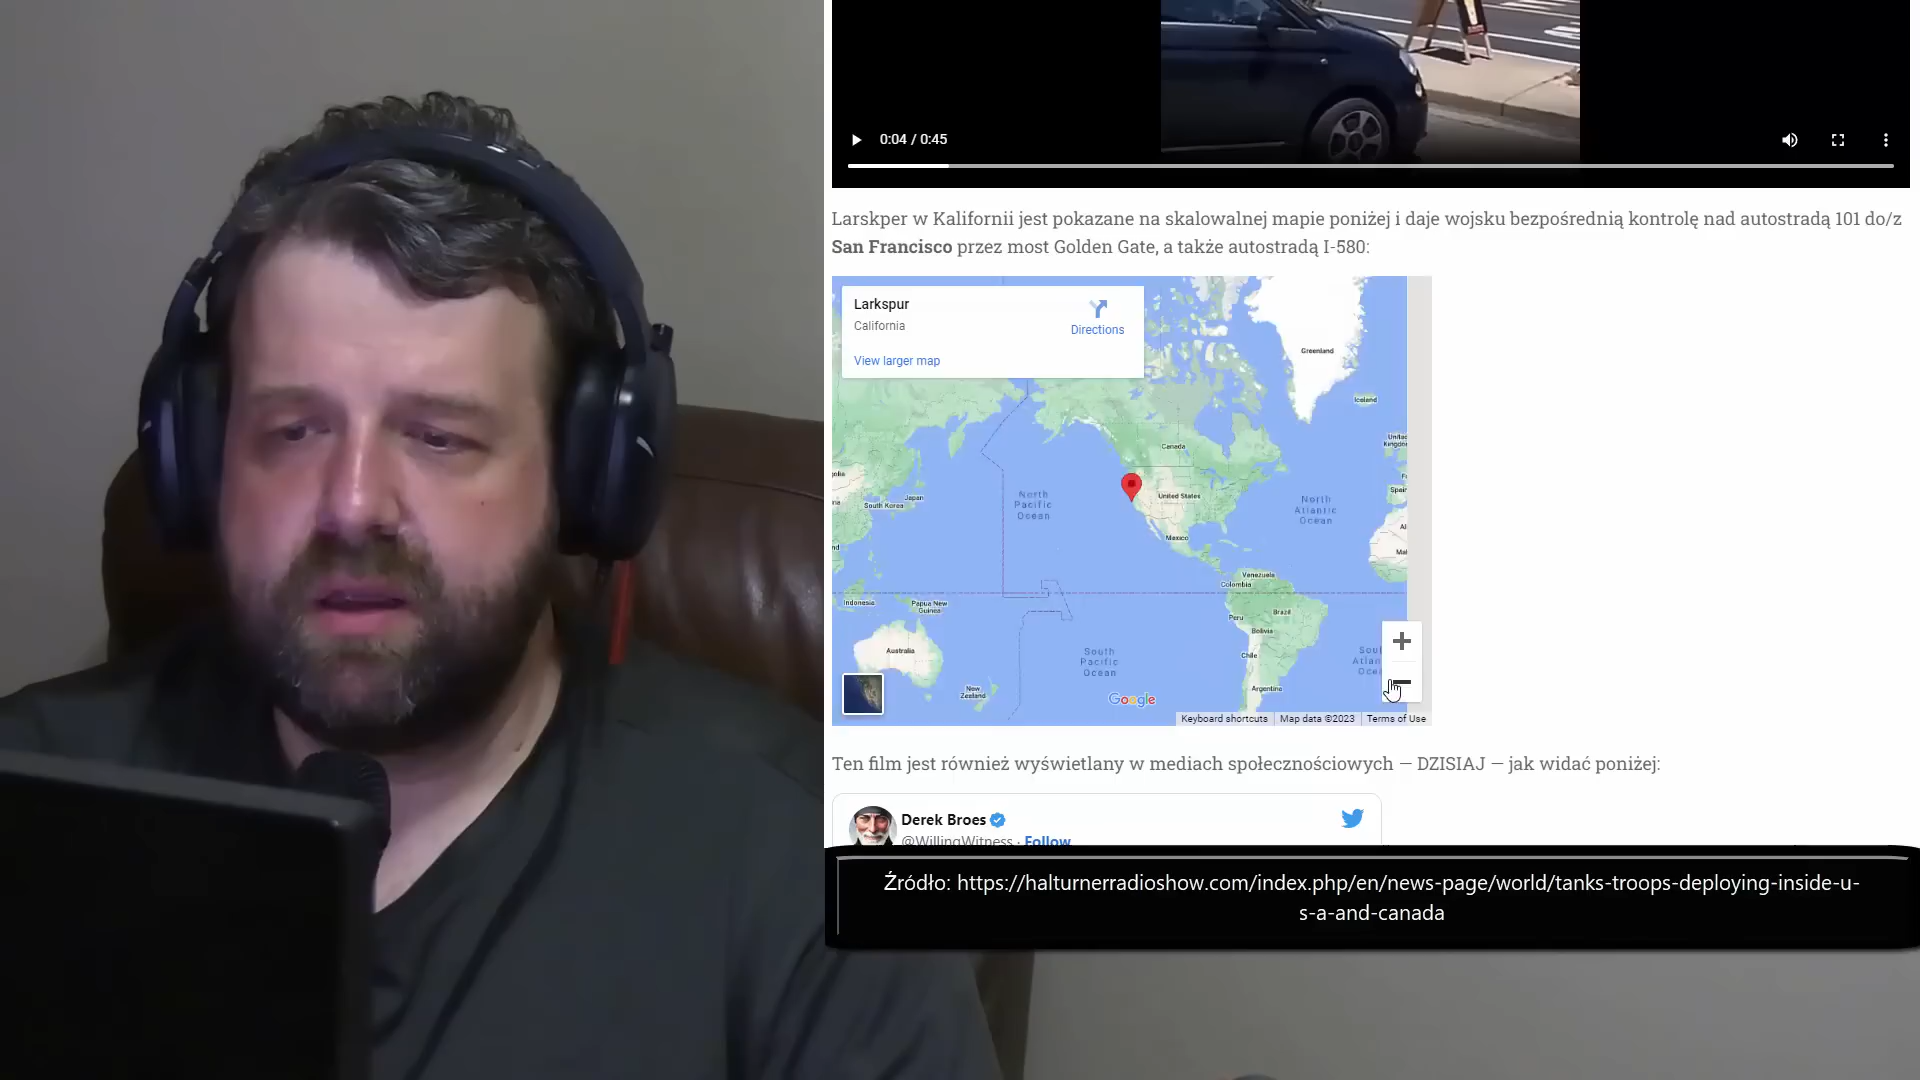 0:04 / 0:45
Larskper w Kalifornii jest pokazane na skalowalnej mapie poniżej i daje wojsku bezpośrednią kontrolę nad autostradą 101 do/z
San Francisco przez most Golden Gate, a także autostradą I-580:
Larkspur
California
Directions
View larger map
Greenland
Iceland
Canada
United States
Mexico
Japan
South Korea
North
Pacific
Ocean
North
Atlantic
Ocean
Venezuela
Colombia
Brazil
Peru
Bolivia
Chile
Argentina
Indonesia
Papua New
Guinea
Australia
New
Zealand
South
Pacific
Ocean
Google
Keyboard shortcuts
Map data ©2023
Terms of Use
Ten film jest również wyświetlany w mediach społecznościowych — DZISIAJ — jak widać poniżej:
Derek Broes
@WillingWitness · Follow
Źródło: https://halturnerradioshow.com/index.php/en/news-page/world/tanks-troops-deploying-inside-u-
s-a-and-canada